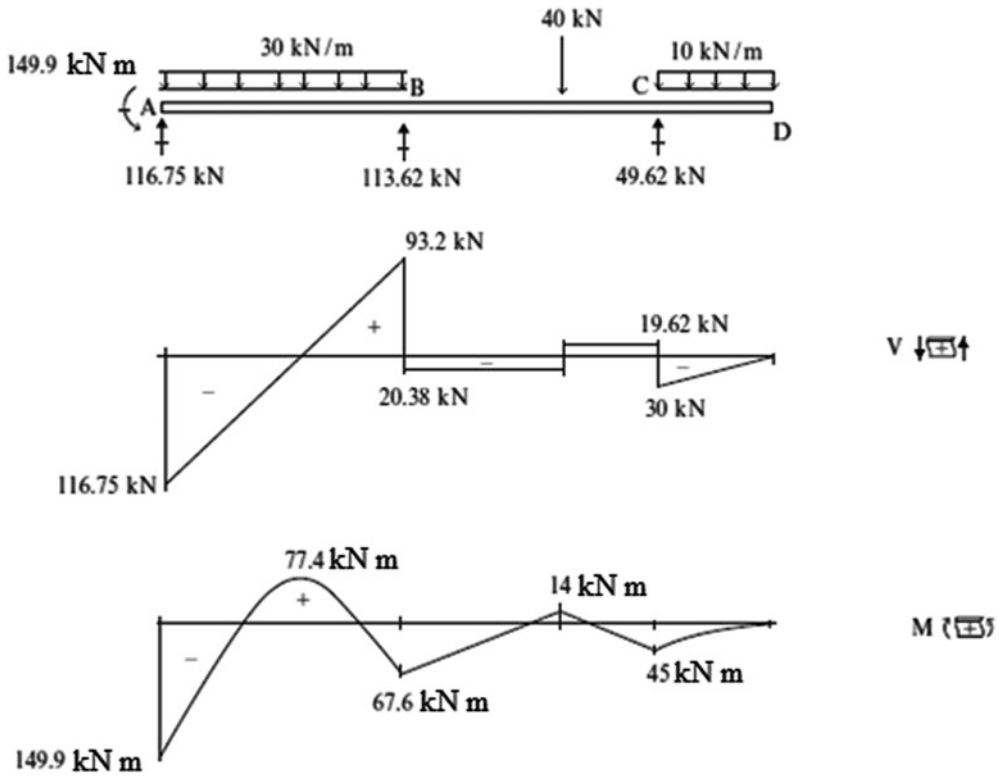 40 kN
149.9 kN m
30 kN/m
10 kN/m
B
C
A
D
116.75 kN
113.62 kN
49.62 kN
93.2 kN
+
19.62 kN
V ↓+↑
−
−
−
20.38 kN
30 kN
116.75 kN
77.4 kN m
14 kN m
+
M (+)
−
45 kN m
67.6 kN m
149.9 kN m